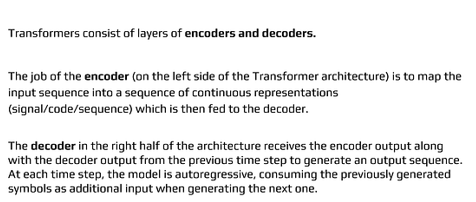 Transformers consist of layers of encoders and decoders.
The job of the encoder (on the left side of the Transformer architecture) is to map the
input sequence into a sequence of continuous representations
(signal/code/sequence) which is then fed to the decoder.
The decoder in the right half of the architecture receives the encoder output along
with the decoder output from the previous time step to generate an output sequence.
At each time step, the model is autoregressive, consuming the previously generated
symbols as additional input when generating the next one.